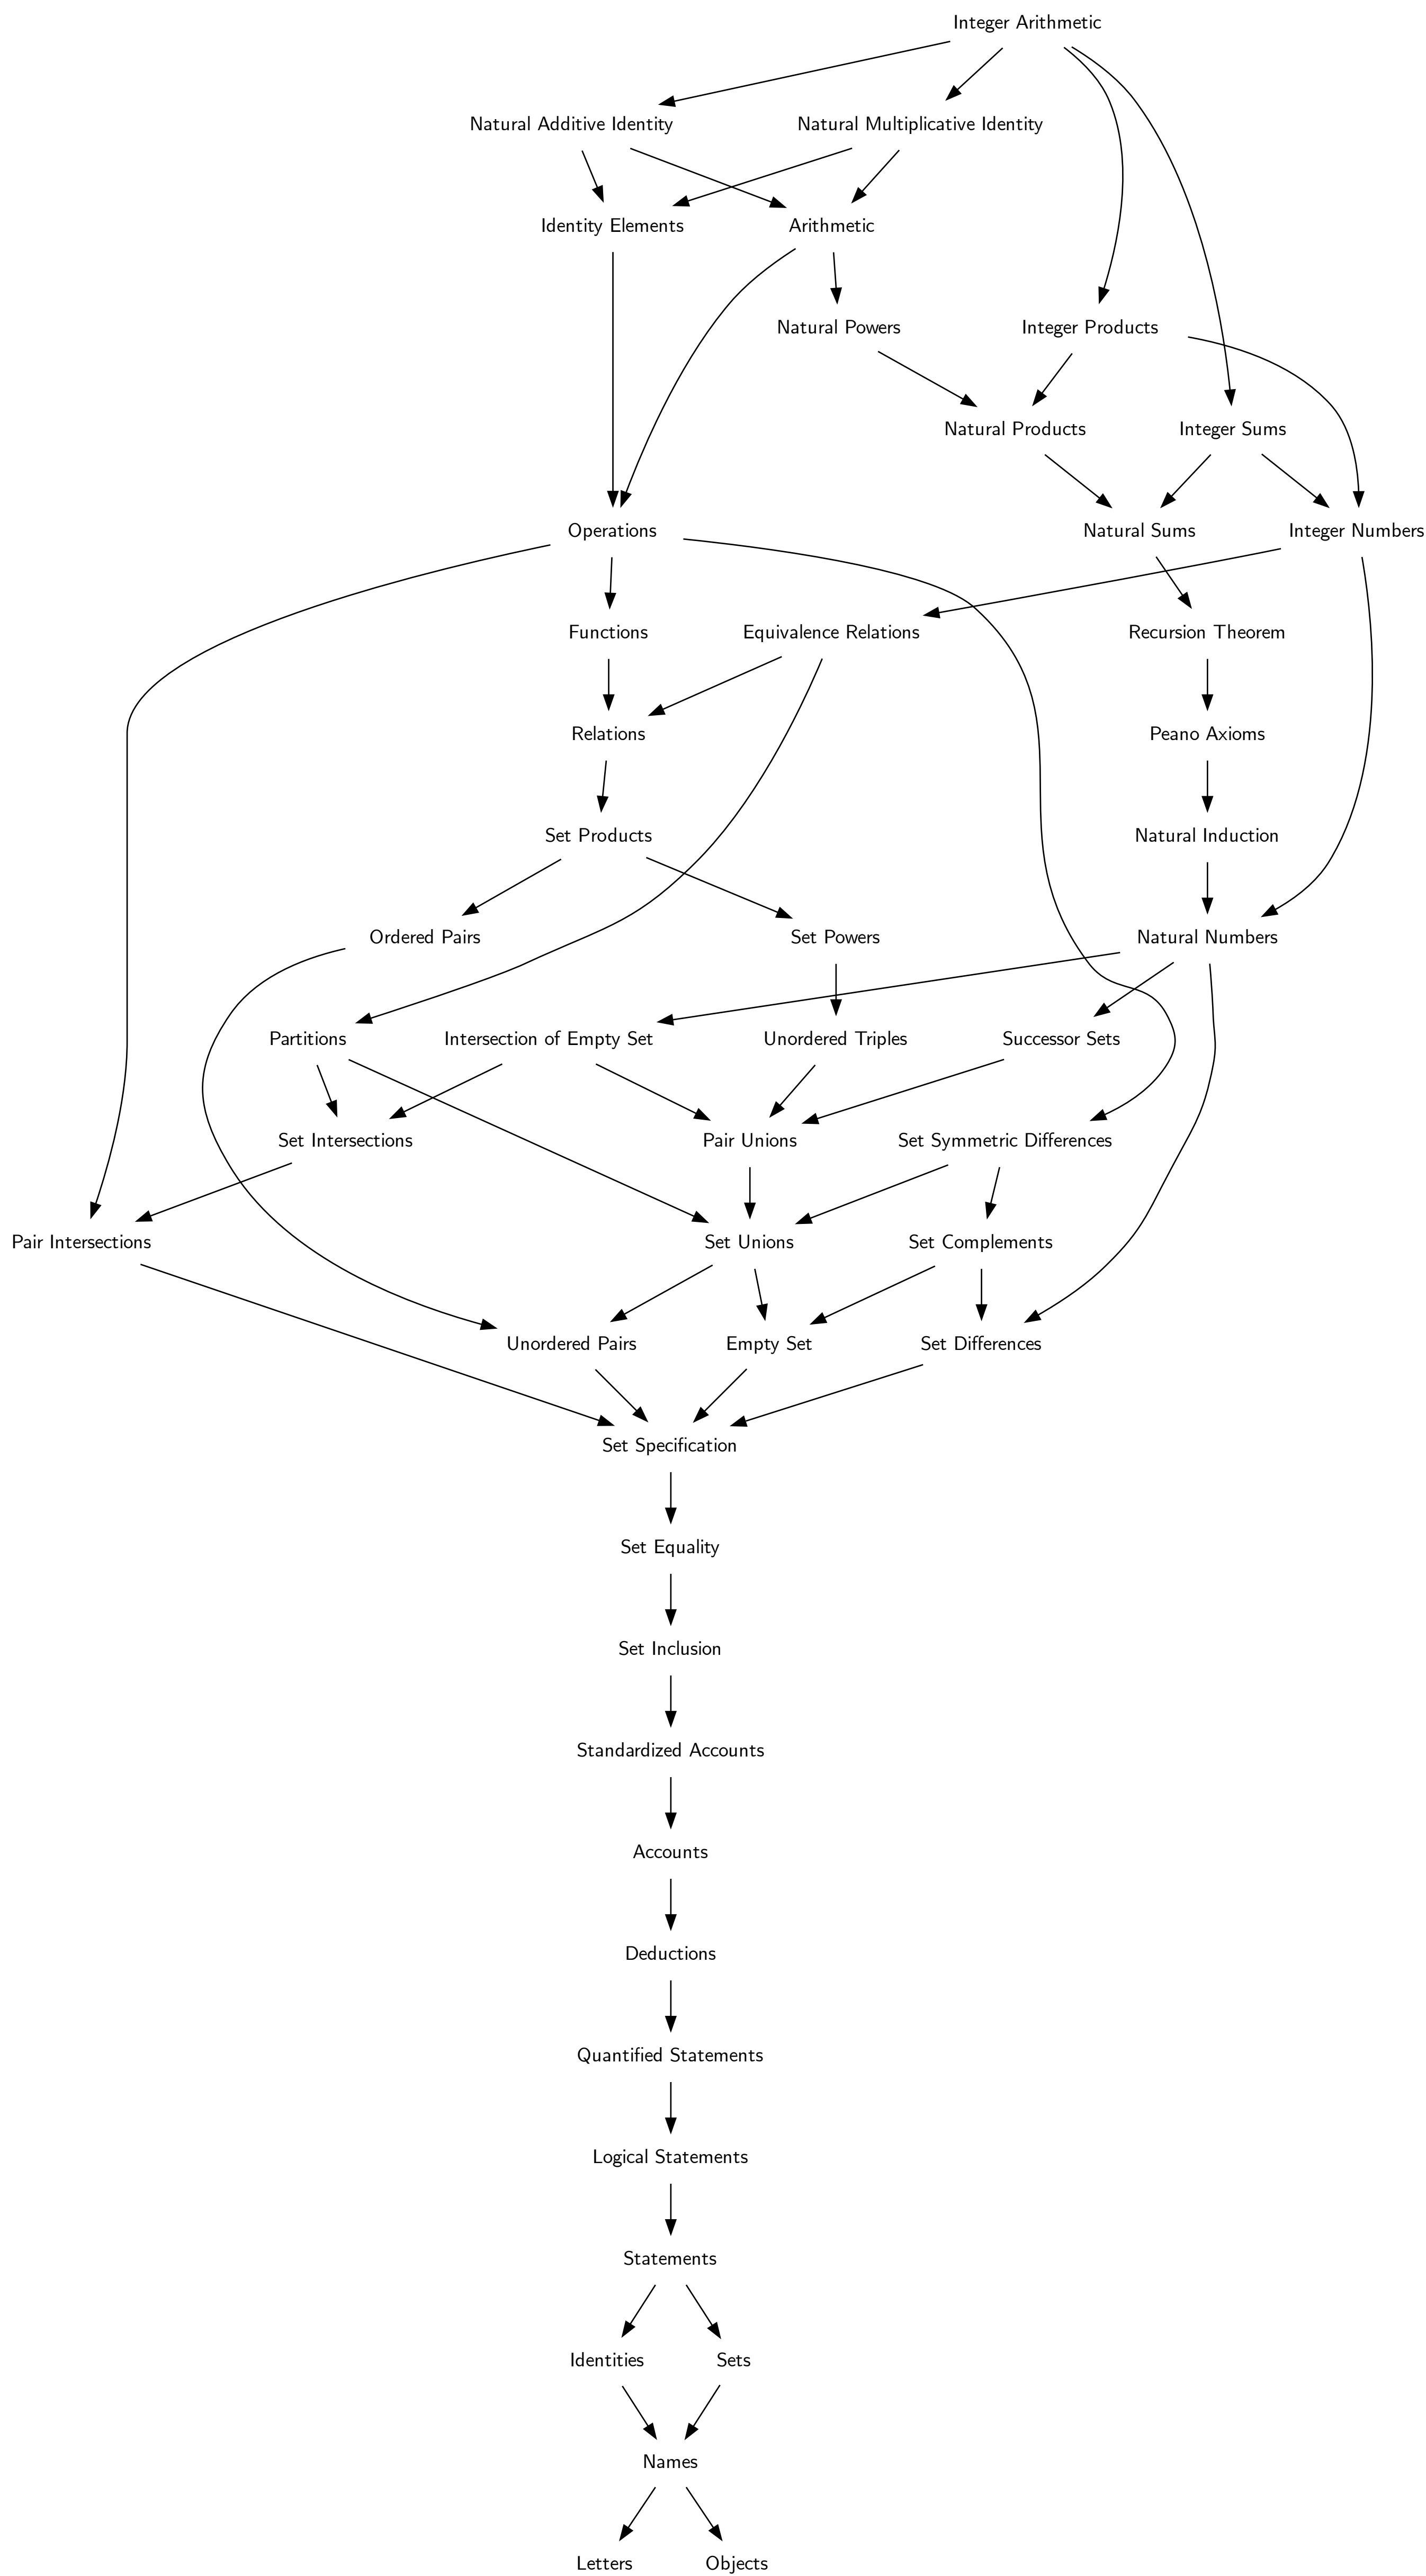 Integer Arithmetic
Natural Additive Identity
Natural Multiplicative Identity
Identity Elements
Arithmetic
Natural Powers
Integer Products
Natural Products
Integer Sums
Operations
Natural Sums
Integer Numbers
Functions
Equivalence Relations
Recursion Theorem
Relations
Peano Axioms
Set Products
Natural Induction
Ordered Pairs
Set Powers
Natural Numbers
Partitions
Intersection of Empty Set
Unordered Triples
Successor Sets
Set Intersections
Pair Unions
Set Symmetric Differences
Pair Intersections
Set Unions
Set Complements
Unordered Pairs
Empty Set
Set Differences
Set Specification
Set Equality
Set Inclusion
Standardized Accounts
Accounts
Deductions
Quantified Statements
Logical Statements
Statements
Identities
Sets
Names
Letters
Objects